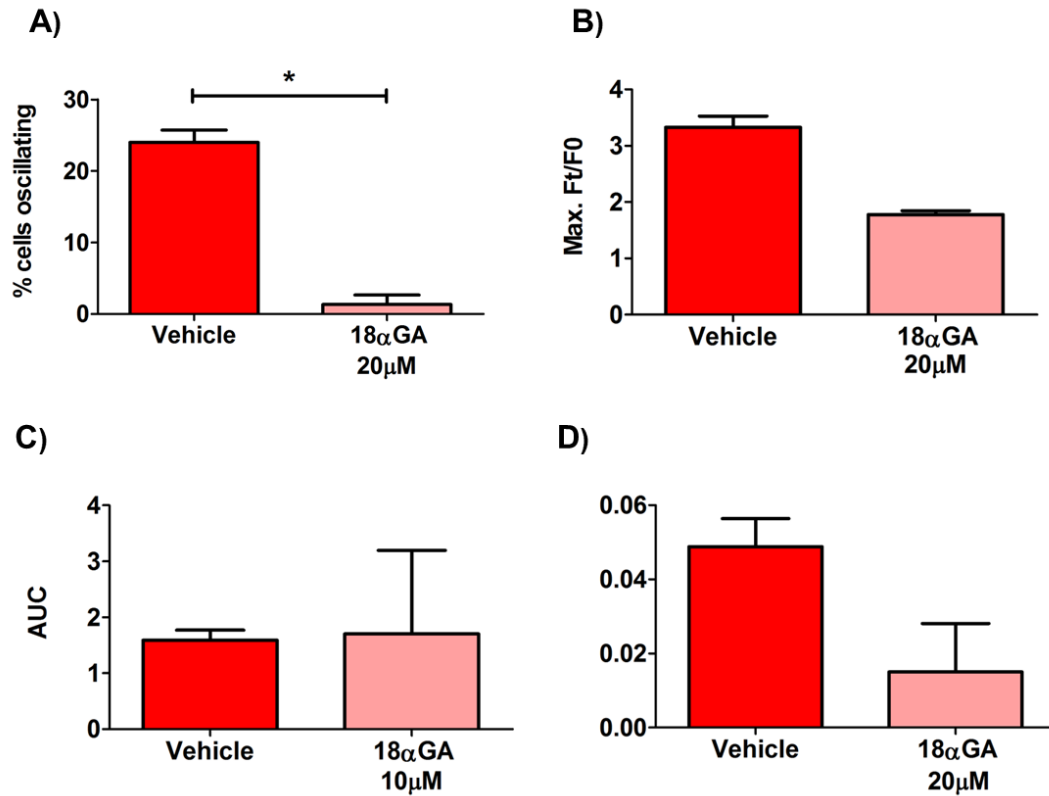 A)
*
% cells oscillating
30
20
10
0
Vehicle
18αGA
20μM
B)
Max. Ft/F0
4
3
2
1
0
Vehicle
18αGA
20μM
C)
AUC
4
3
2
1
0
Vehicle
18αGA
10μM
D)
0.06
0.04
0.02
0.00
Vehicle
18αGA
20μM